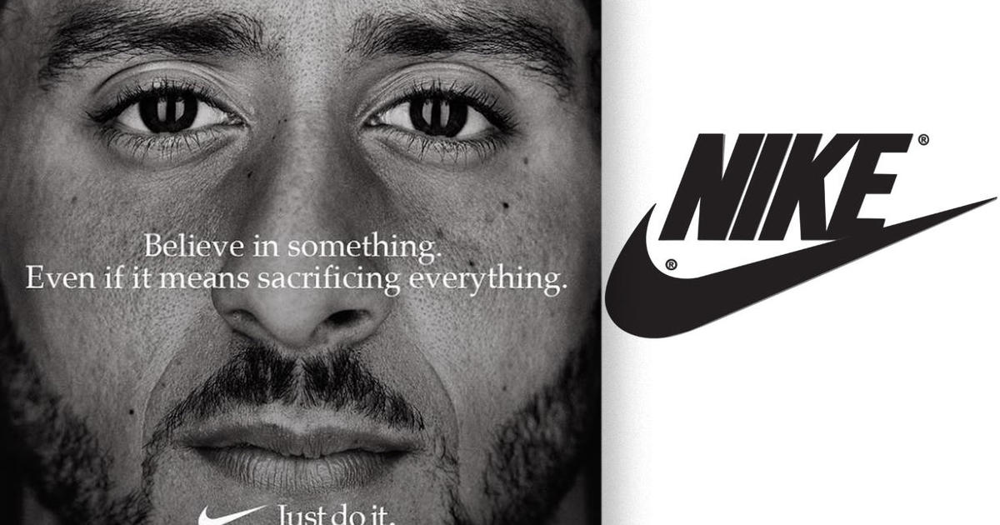 Believe in something.
Even if it means sacrificing everything.
Just do it.
NIKE®
®